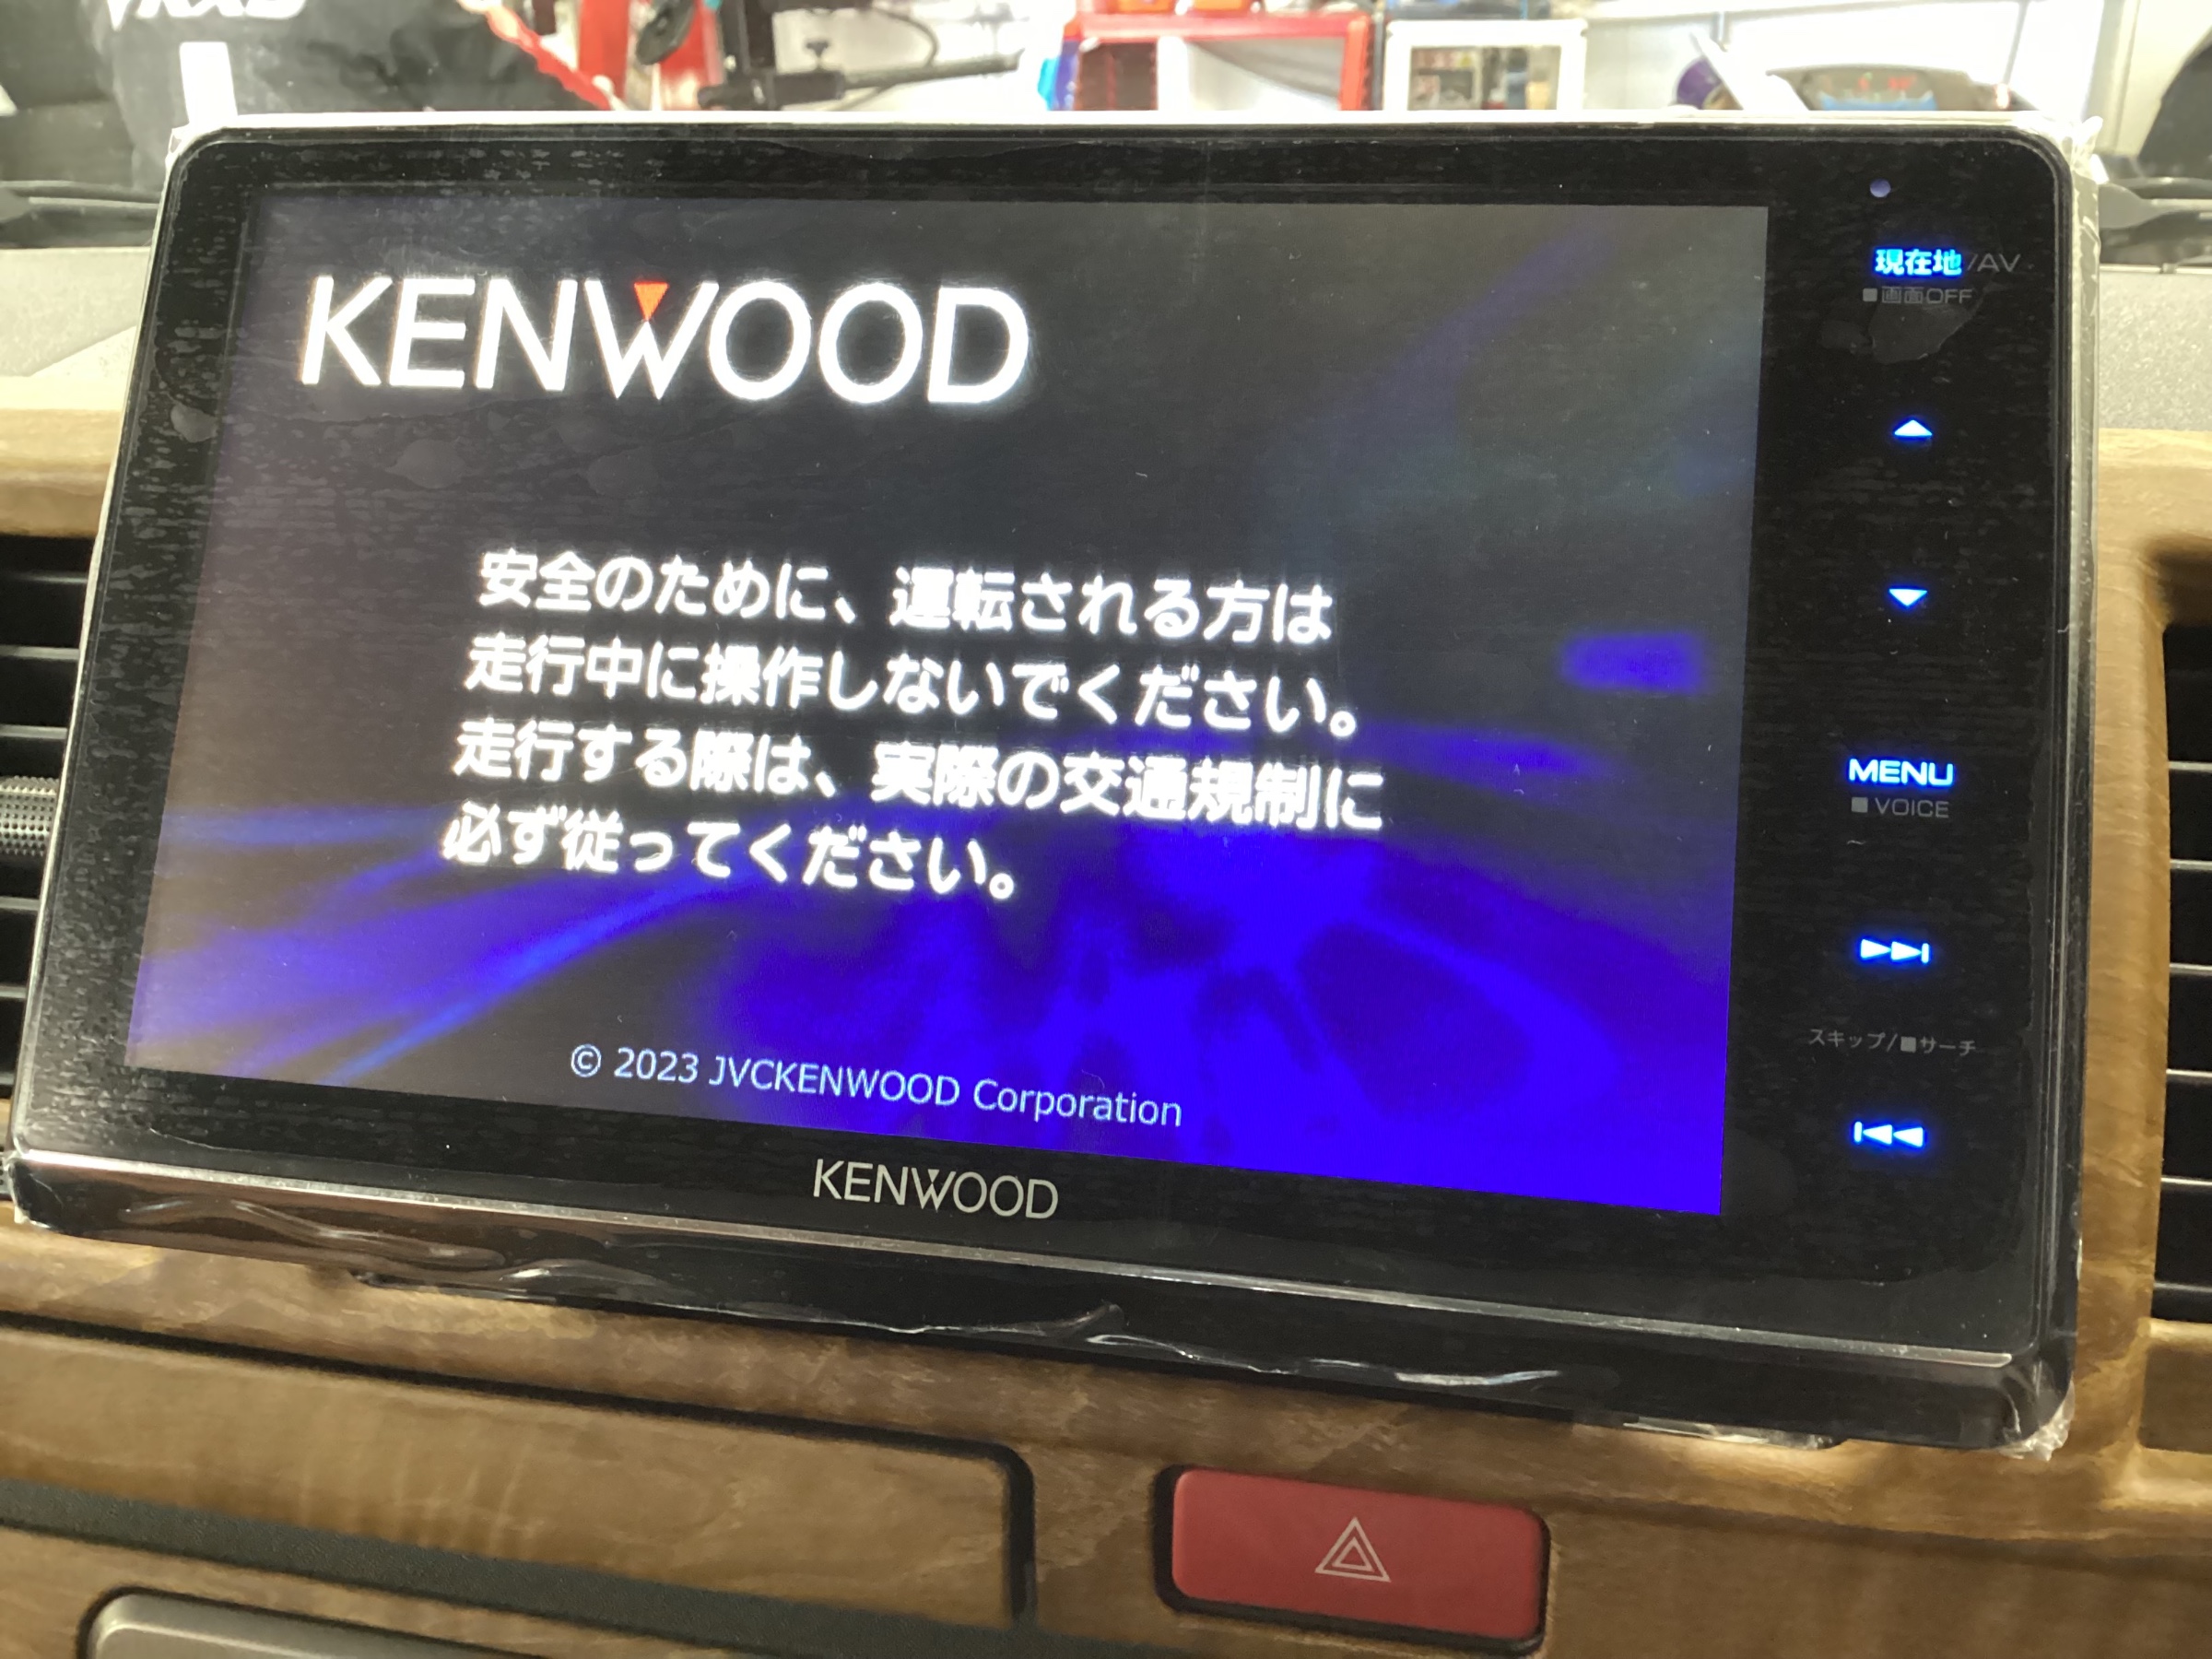 KENWOOD
安全のために、運転される方は
走行中に操作しないでください。
走行する際は、実際の交通規制に
必ず従ってください。
© 2023 JVCKENWOOD Corporation
KENWOOD
現在地/AV
■画面OFF
MENU
■VOICE
スキップ/■サーチ